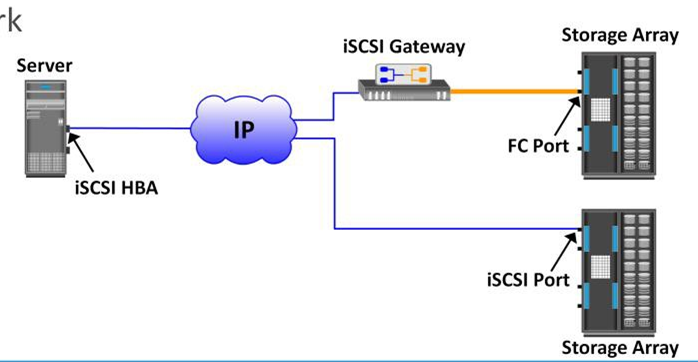 rk
Storage Array
iSCSI Gateway
Server
IP
FC Port
iSCSI HBA
iSCSI Port
Storage Array